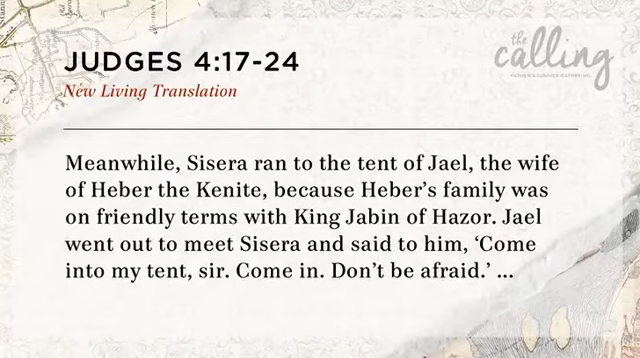 JUDGES 4:17-24
New Living Translation
the
calling
Meanwhile, Sisera ran to the tent of Jael, the wife
of Heber the Kenite, because Heber's family was
on friendly terms with King Jabin of Hazor. Jael
went out to meet Sisera and said to him, ‘Come
into my tent, sir. Come in. Don't be afraid.’ ...